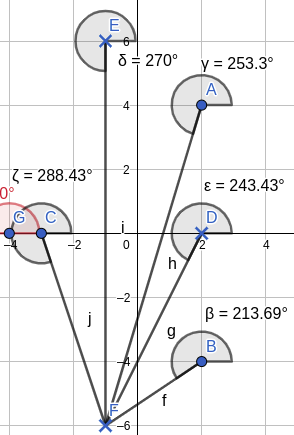 E
6
δ = 270°
γ = 253.3°
A
4
2
ζ = 288.43°
0°
ε = 243.43°
G
C
i
D
−4
−2
0
2
4
h
−2
β = 213.69°
j
g
B
−4
f
F
−6